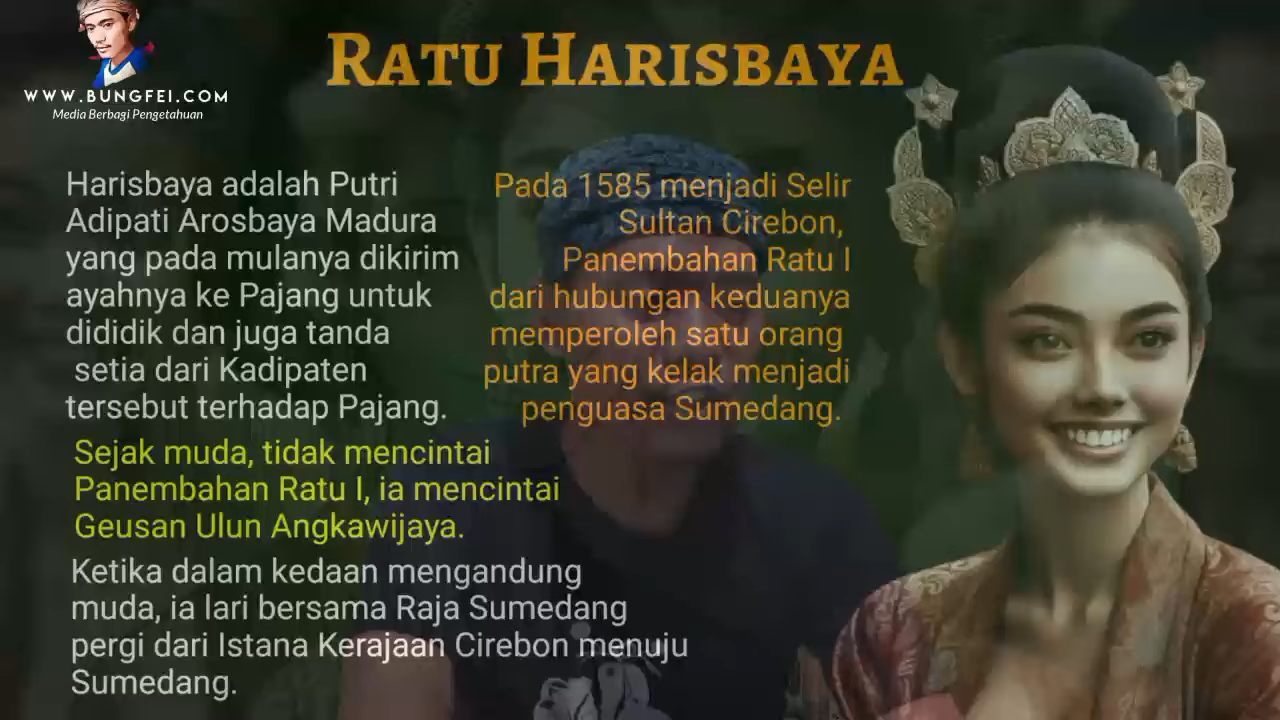 RATU HARISBAYA
WWW.BUNGFEI.COM
Media Berbagi Pengetahuan
Harisbaya adalah Putri
Adipati Arosbaya Madura
yang pada mulanya dikirim
ayahnya ke Pajang untuk
dididik dan juga tanda
setia dari Kadipaten
tersebut terhadap Pajang.
Pada 1585 menjadi Selir
Sultan Cirebon,
Panembahan Ratu I
dari hubungan keduanya
memperoleh satu orang
putra yang kelak menjadi
penguasa Sumedang.
Sejak muda, tidak mencintai
Panembahan Ratu I, ia mencintai
Geusan Ulun Angkawijaya.
Ketika dalam kedaan mengandung
muda, ia lari bersama Raja Sumedang
pergi dari Istana Kerajaan Cirebon menuju
Sumedang.